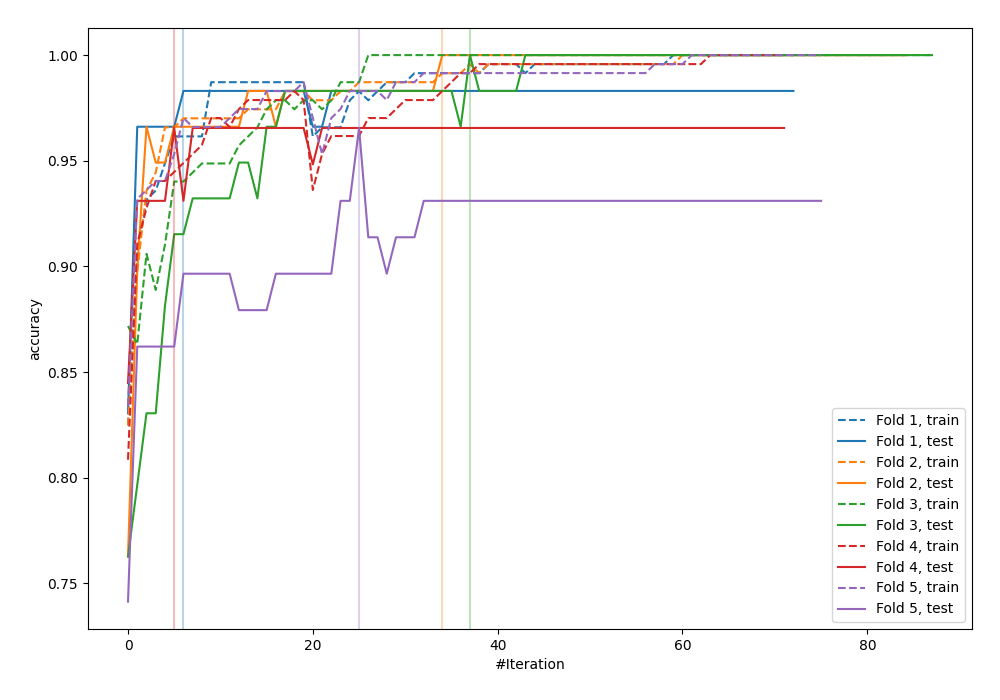 1.00
0.95
0.90
0.85
0.80
0.75
accuracy
0
20
40
60
80
#Iteration
Fold 1, train
Fold 1, test
Fold 2, train
Fold 2, test
Fold 3, train
Fold 3, test
Fold 4, train
Fold 4, test
Fold 5, train
Fold 5, test